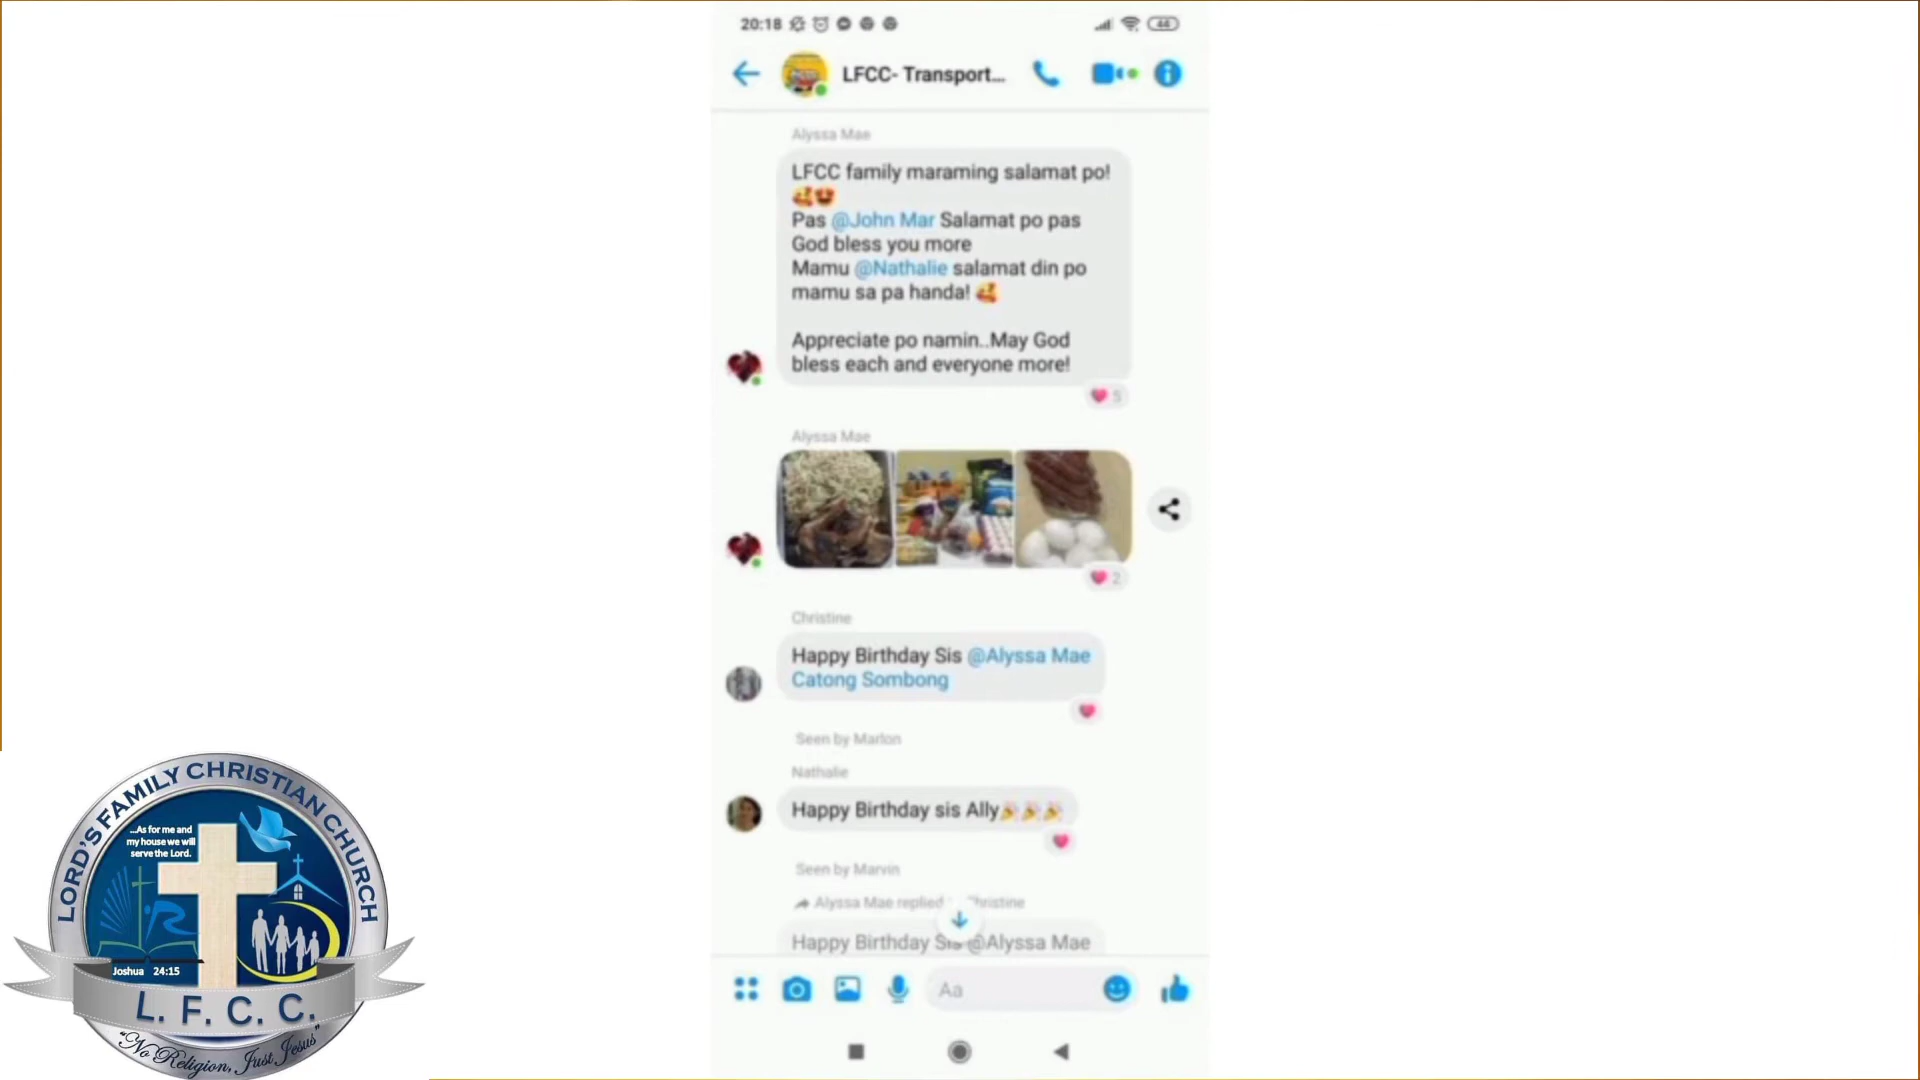 20:18
44
LFCC- Transport...
Alyssa Mae
LFCC family maraming salamat po!
🥰😍
Pas @John Mar Salamat po pas
God bless you more
Mamu @Nathalie salamat din po
mamu sa pa handa! 🥰
Appreciate po namin..May God
bless each and everyone more!
5
Alyssa Mae
2
Christine
Happy Birthday Sis @Alyssa Mae
Catong Sombong
Seen by Marlon
Nathalie
Happy Birthday sis Ally🎉🎉🎉
Seen by Marvin
Alyssa Mae replied
Happy Birthday Sis @Alyssa Mae
Aa
LORD'S FAMILY CHRISTIAN CHURCH
...As for me and
my house we will
serve the Lord.
Joshua 24:15
L. F. C. C.
"No Religion, Just Jesus"